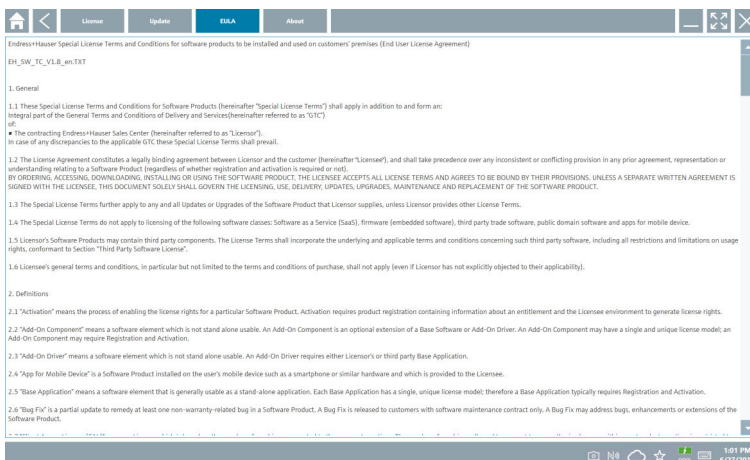 License
Update
EULA
About
Endress+Hauser Special License Terms and Conditions for software products to be installed and used on customers' premises (End User License Agreement)
EH_SW_TC_V1.8_en.TXT
1. General
1.1 These Special License Terms and Conditions for Software Products (hereinafter "Special License Terms") shall apply in addition to and form an:
Integral part of the General Terms and Conditions of Delivery and Services(hereinafter referred to as "GTC")
of:
▪ The contracting Endress+Hauser Sales Center (hereinafter referred to as"Licensor").
In case of any discrepancies to the applicable GTC these Special License Terms shall prevail.
1.2 The License Agreement constitutes a legally binding agreement between Licensor and the customer (hereinafter"Licensee"), and shall take precedence over any inconsistent or conflicting provision in any prior agreement, representation or
understanding relating to a Software Product (regardless of whether registration and activation is required or not).
BY ORDERING, ACCESSING, DOWNLOADING, INSTALLING OR USING THE SOFTWARE PRODUCT, THE LICENSEE ACCEPTS ALL LICENSE TERMS AND AGREES TO BE BOUND BY THEIR PROVISIONS. UNLESS A SEPARATE WRITTEN AGREEMENT IS
SIGNED WITH THE LICENSEE, THIS DOCUMENT SOLELY SHALL GOVERN THE LICENSING, USE, DELIVERY, UPDATES, UPGRADES, MAINTENANCE AND REPLACEMENT OF THE SOFTWARE PRODUCT.
1.3 The Special License Terms further apply to any and all Updates or Upgrades of the Software Product that Licensor supplies, unless Licensor provides other License Terms.
1.4 The Special License Terms do not apply to licensing of the following software classes: Software as a Service (SaaS), firmware (embedded software), third party trade software, public domain software and apps for mobile device.
1.5 Licensor's Software Products may contain third party components. The License Terms shall incorporate the underlying and applicable terms and conditions concerning such third party software, including all restrictions and limitations on usage
rights, conformant to Section "Third Party Software License".
1.6 Licensee's general terms and conditions, in particular but not limited to the terms and conditions of purchase, shall not apply (even if Licensor has not explicitly objected to their applicability).
2. Definitions
2.1 "Activation" means the process of enabling the license rights for a particular Software Product. Activation requires product registration containing information about an entitlement and the Licensee environment to generate license rights.
2.2 "Add-On Component" means a software element which is not stand alone usable. An Add-On Component is an optional extension of a Base Software or Add-On Driver. An Add-On Component may have a single and unique license model; an
Add-On Component may require Registration and Activation.
2.3 "Add-On Driver" means a software element which is not stand alone usable. An Add-On Driver requires either Licensor's or third party Base Application.
2.4 "App for Mobile Device" is a Software Product installed on the user's mobile device such as a smartphone or similar hardware and which is provided to the Licensee.
2.5 "Base Application" means a software element that is generally usable as a stand-alone application. Each Base Application has a single, unique license model; therefore a Base Application typically requires Registration and Activation.
2.6 "Bug Fix" is a partial update to remedy at least one non-warranty-related bug in a Software Product. A Bug Fix is released to customers with software maintenance contract only. A Bug Fix may address bugs, enhancements or extensions of the
Software Product.
1:01 PM